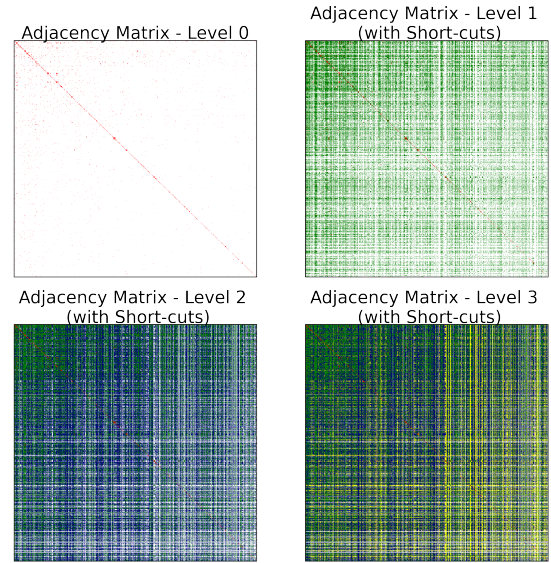 Adjacency Matrix - Level 0
Adjacency Matrix - Level 1
(with Short-cuts)
Adjacency Matrix - Level 2
(with Short-cuts)
Adjacency Matrix - Level 3
(with Short-cuts)